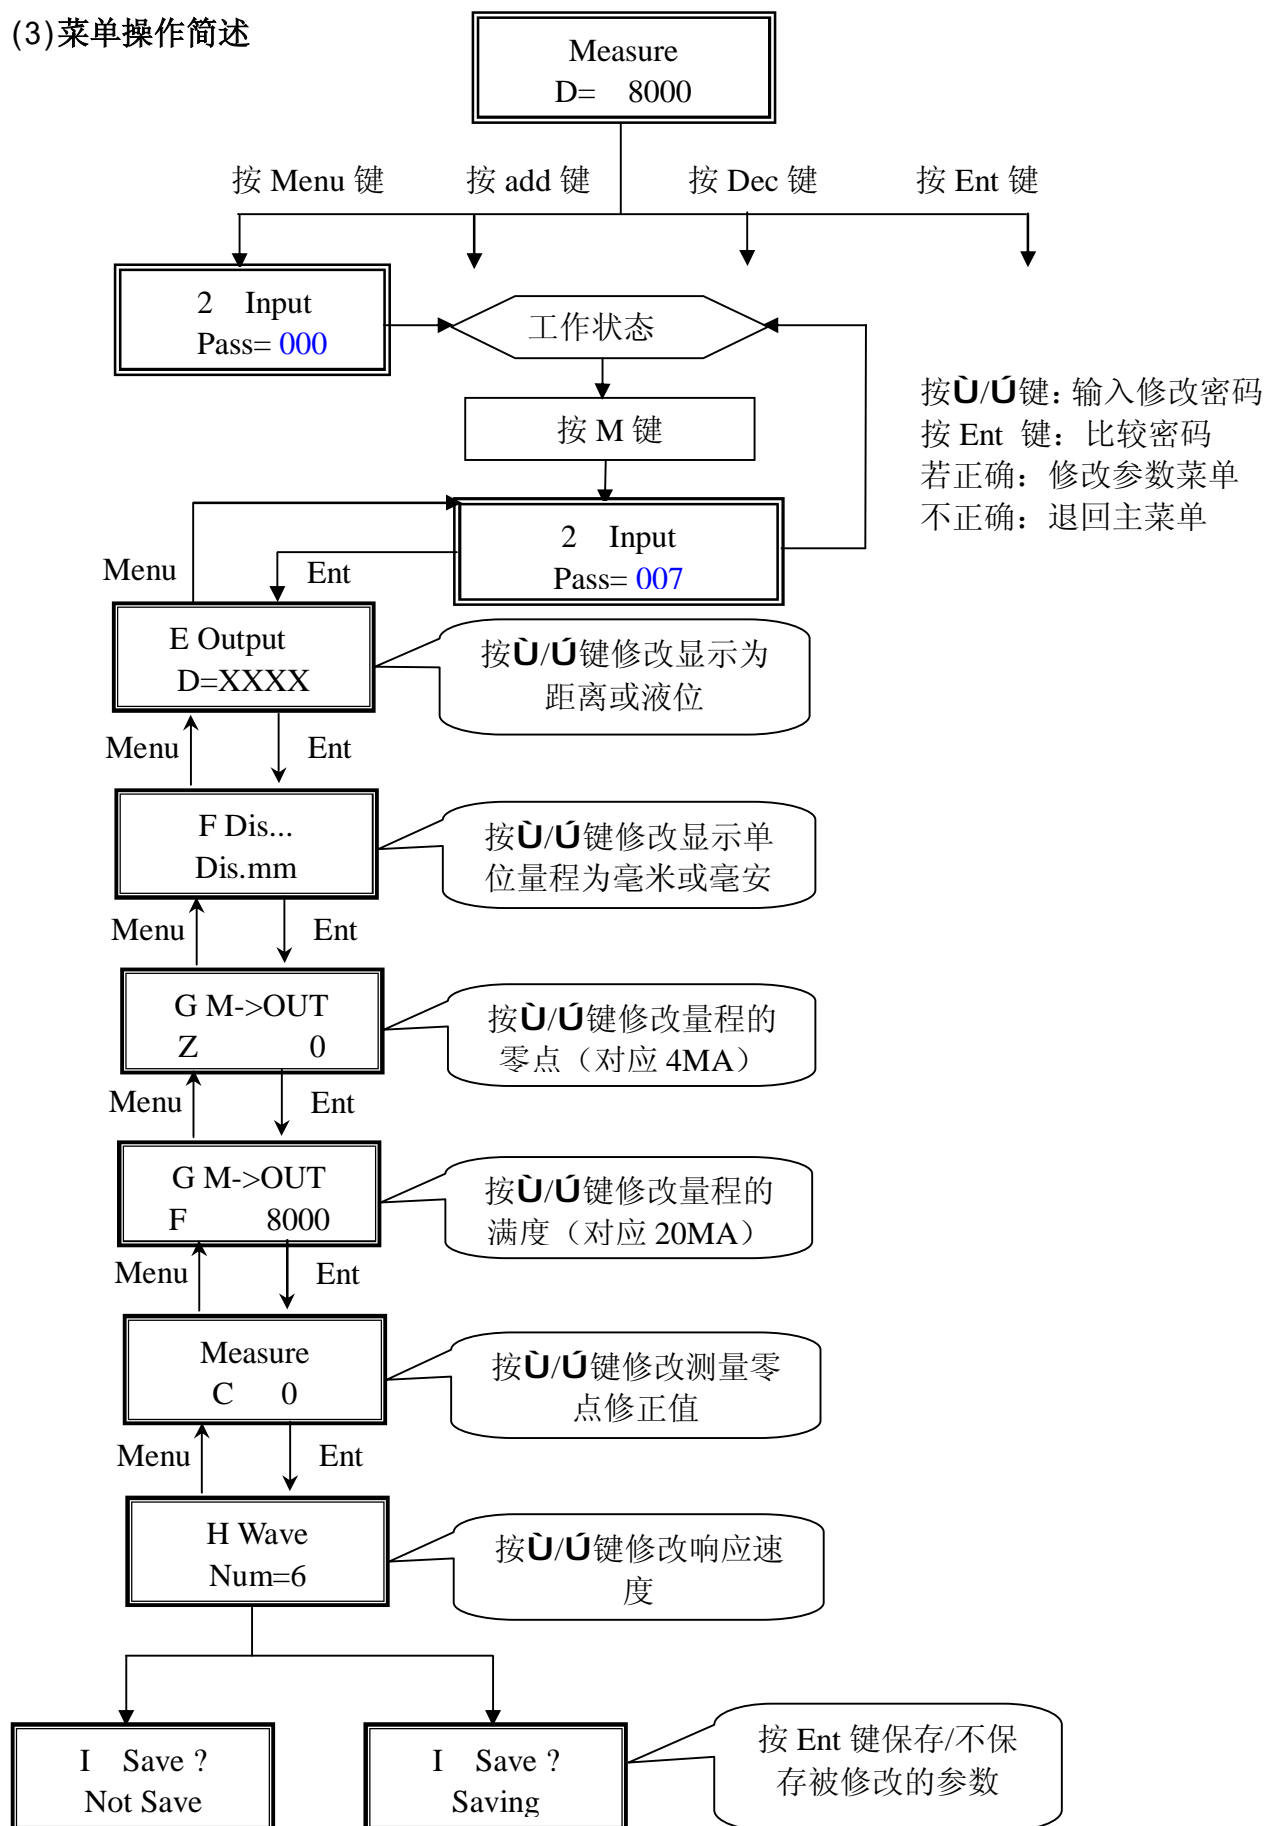 (3)菜单操作简述
Measure
D= 8000
按 Menu 键
按 add 键
按 Dec 键
按 Ent 键
2 Input
Pass= 000
工作状态
按 M 键
按Ù/Ú键：输入修改密码
按 Ent 键：比较密码
若正确：修改参数菜单
不正确：退回主菜单
2 Input
Pass= 007
Menu
Ent
E Output
D=XXXX
按Ù/Ú键修改显示为
距离或液位
Menu
Ent
F Dis...
Dis.mm
按Ù/Ú键修改显示单
位量程为毫米或毫安
Menu
Ent
G M->OUT
Z 0
按Ù/Ú键修改量程的
零点（对应 4MA）
Menu
Ent
G M->OUT
F 8000
按Ù/Ú键修改量程的
满度（对应 20MA）
Menu
Ent
Measure
C 0
按Ù/Ú键修改测量零
点修正值
Menu
Ent
H Wave
Num=6
按Ù/Ú键修改响应速
度
I Save ?
Not Save
I Save ?
Saving
按 Ent 键保存/不保
存被修改的参数